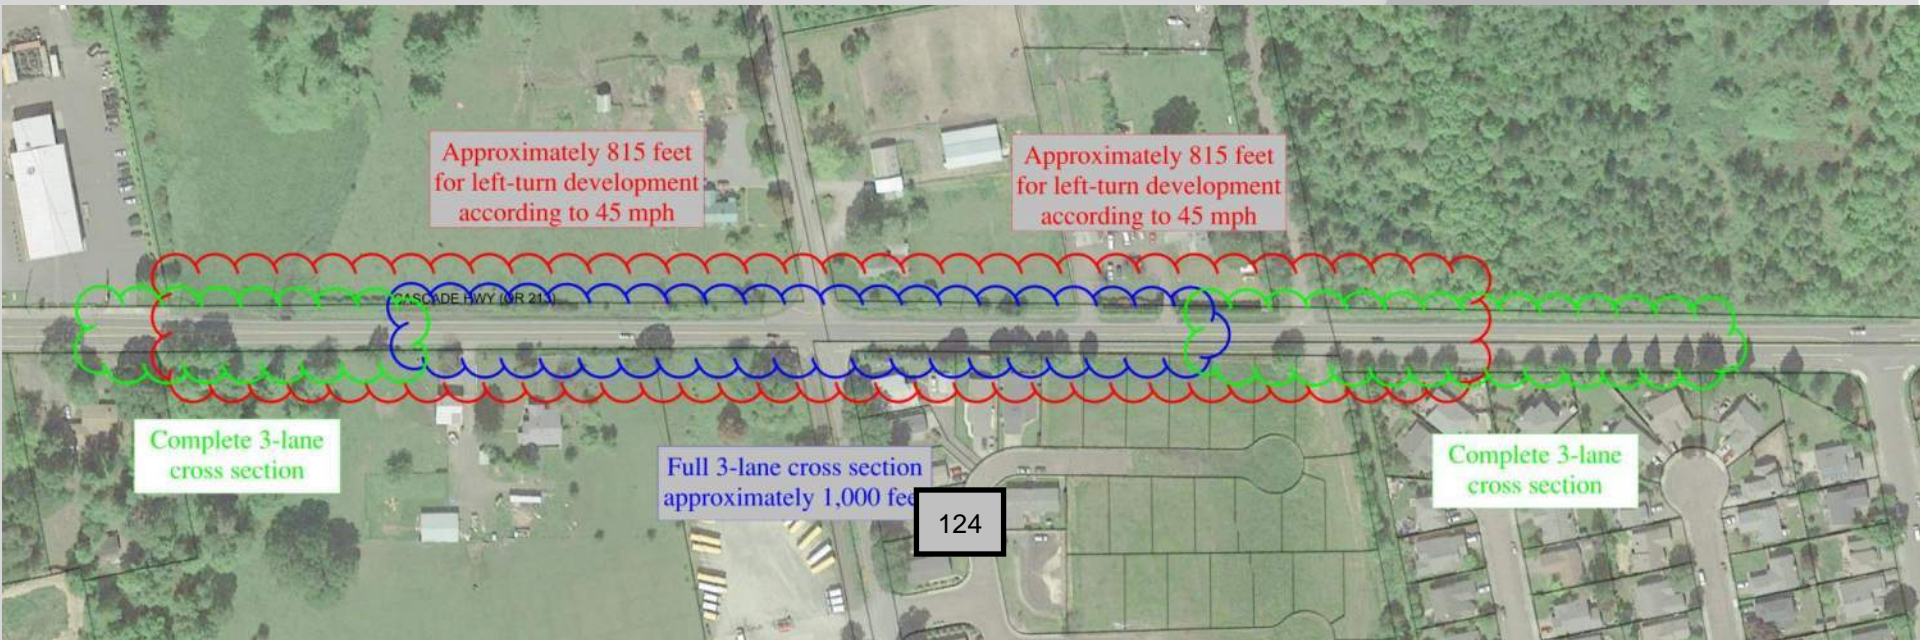 Approximately 815 feet
for left-turn development
according to 45 mph
Approximately 815 feet
for left-turn development
according to 45 mph
CASCADE HWY (OR 213)
Complete 3-lane
cross section
Full 3-lane cross section
approximately 1,000 fee
124
Complete 3-lane
cross section